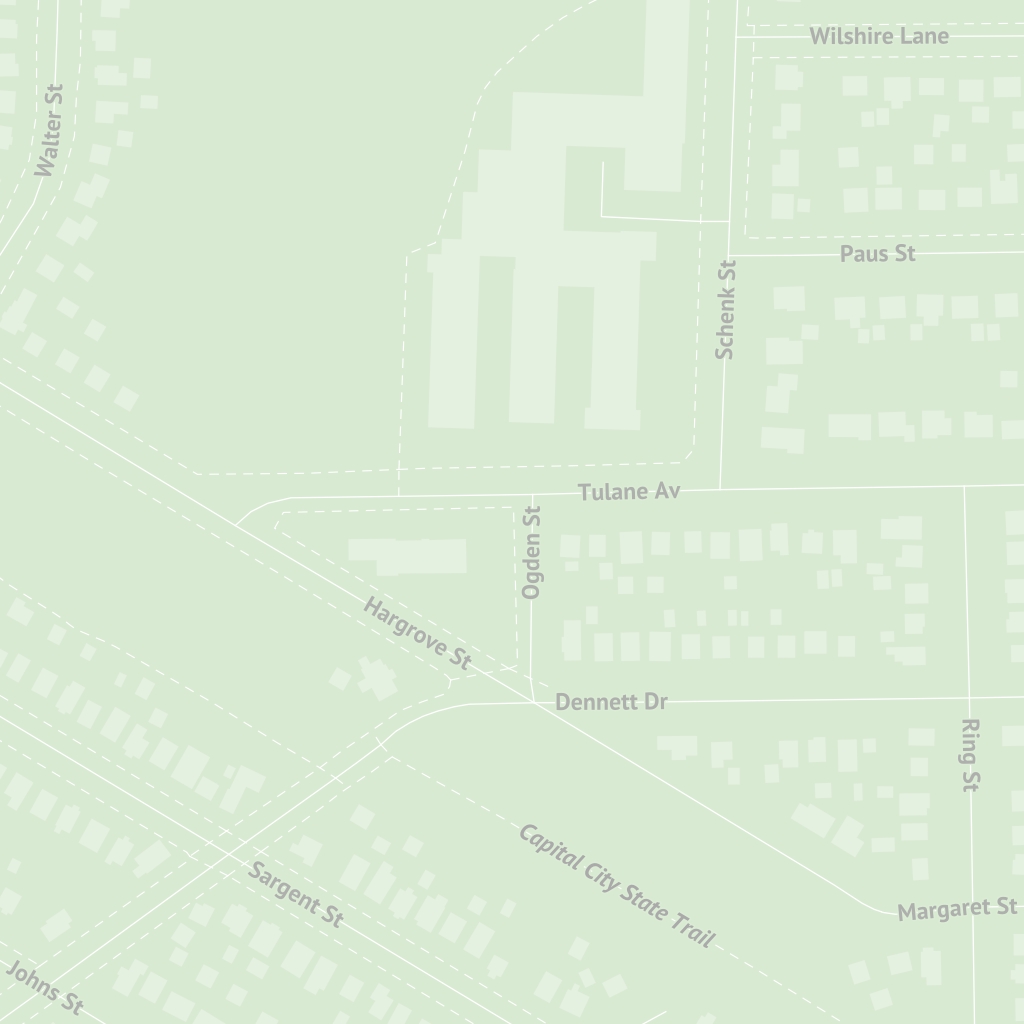 Wilshire Lane
Walter St
Paus St
Schenk St
Tulane Av
Ogden St
Hargrove St
Dennett Dr
Ring St
Capital City State Trail
Sargent St
Margaret St
Johns St